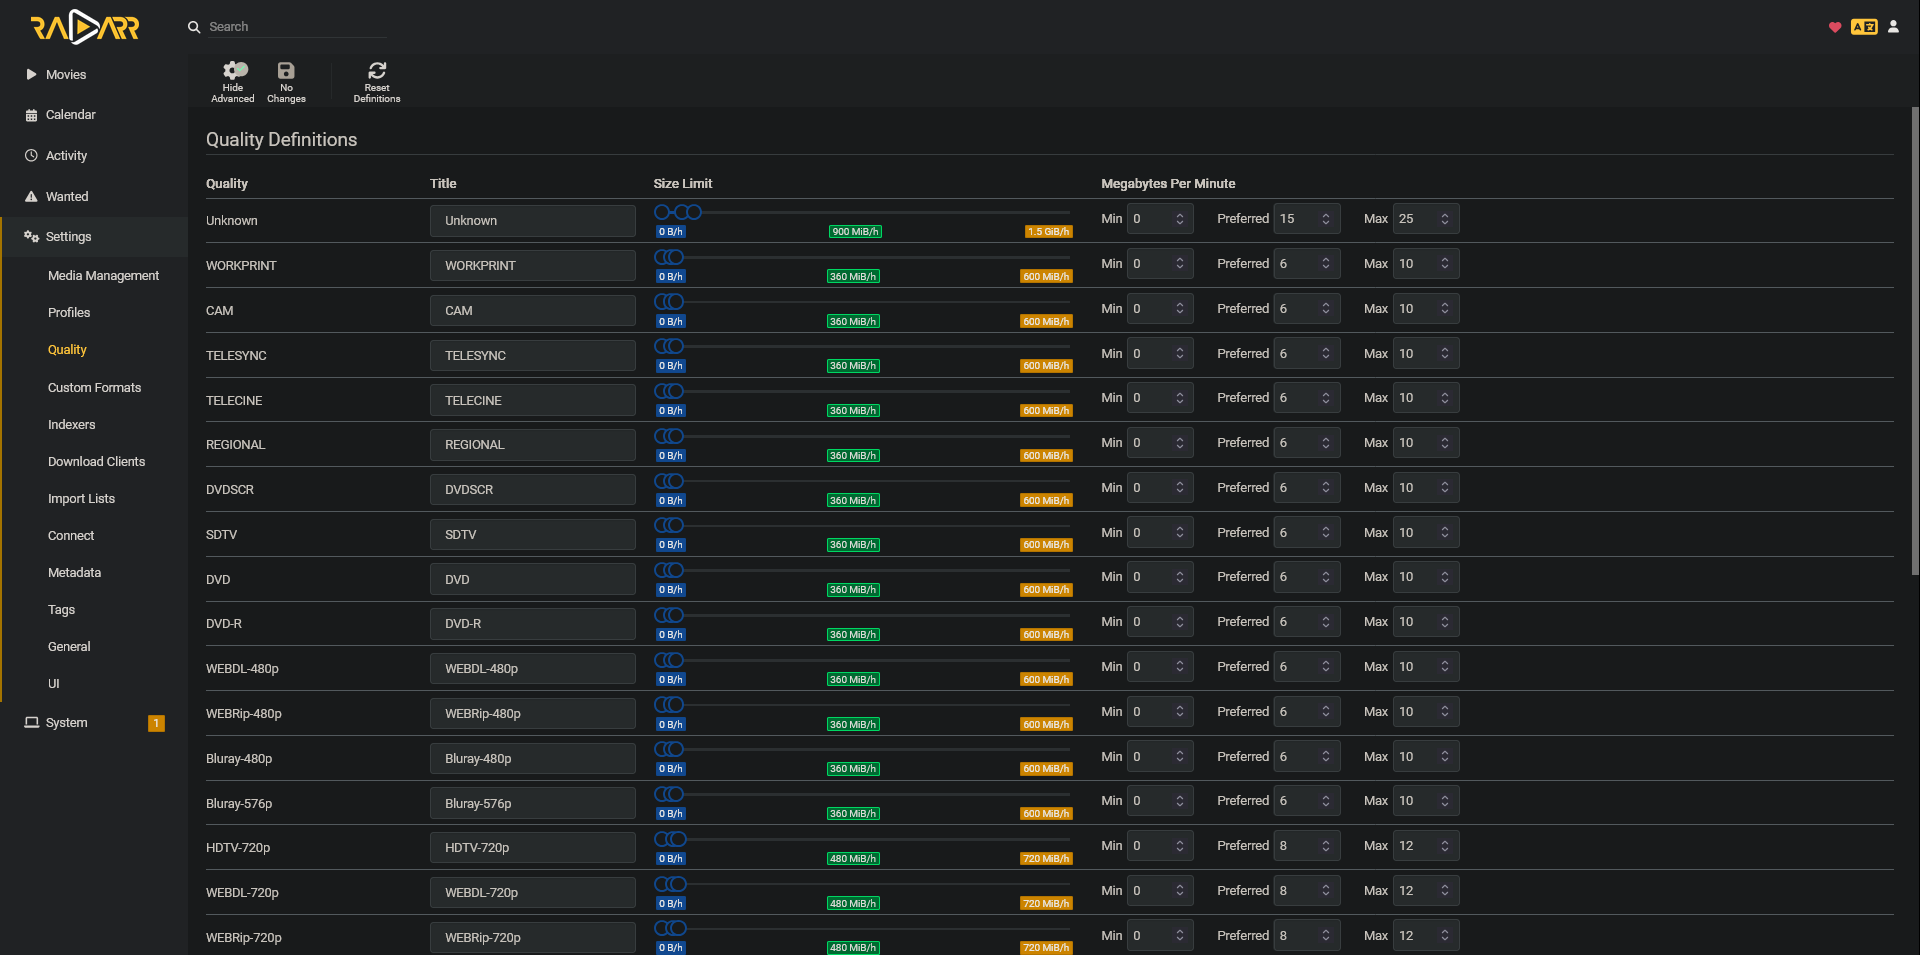 RADARR
Search
A
Movies
Calendar
Activity
Wanted
Settings
Media Management
Profiles
Quality
Custom Formats
Indexers
Download Clients
Import Lists
Connect
Metadata
Tags
General
UI
System 1
Hide Advanced
No Changes
Reset Definitions
Quality Definitions
Quality Title Size Limit Megabytes Per Minute
Unknown Unknown 0 B/h 900 MiB/h 1.5 GiB/h Min 0 Preferred 15 Max 25
WORKPRINT WORKPRINT 0 B/h 360 MiB/h 600 MiB/h Min 0 Preferred 6 Max 10
CAM CAM 0 B/h 360 MiB/h 600 MiB/h Min 0 Preferred 6 Max 10
TELESYNC TELESYNC 0 B/h 360 MiB/h 600 MiB/h Min 0 Preferred 6 Max 10
TELECINE TELECINE 0 B/h 360 MiB/h 600 MiB/h Min 0 Preferred 6 Max 10
REGIONAL REGIONAL 0 B/h 360 MiB/h 600 MiB/h Min 0 Preferred 6 Max 10
DVDSCR DVDSCR 0 B/h 360 MiB/h 600 MiB/h Min 0 Preferred 6 Max 10
SDTV SDTV 0 B/h 360 MiB/h 600 MiB/h Min 0 Preferred 6 Max 10
DVD DVD 0 B/h 360 MiB/h 600 MiB/h Min 0 Preferred 6 Max 10
DVD-R DVD-R 0 B/h 360 MiB/h 600 MiB/h Min 0 Preferred 6 Max 10
WEBDL-480p WEBDL-480p 0 B/h 360 MiB/h 600 MiB/h Min 0 Preferred 6 Max 10
WEBRip-480p WEBRip-480p 0 B/h 360 MiB/h 600 MiB/h Min 0 Preferred 6 Max 10
Bluray-480p Bluray-480p 0 B/h 360 MiB/h 600 MiB/h Min 0 Preferred 6 Max 10
Bluray-576p Bluray-576p 0 B/h 360 MiB/h 600 MiB/h Min 0 Preferred 6 Max 10
HDTV-720p HDTV-720p 0 B/h 480 MiB/h 720 MiB/h Min 0 Preferred 8 Max 12
WEBDL-720p WEBDL-720p 0 B/h 480 MiB/h 720 MiB/h Min 0 Preferred 8 Max 12
WEBRip-720p WEBRip-720p 0 B/h 480 MiB/h 720 MiB/h Min 0 Preferred 8 Max 12